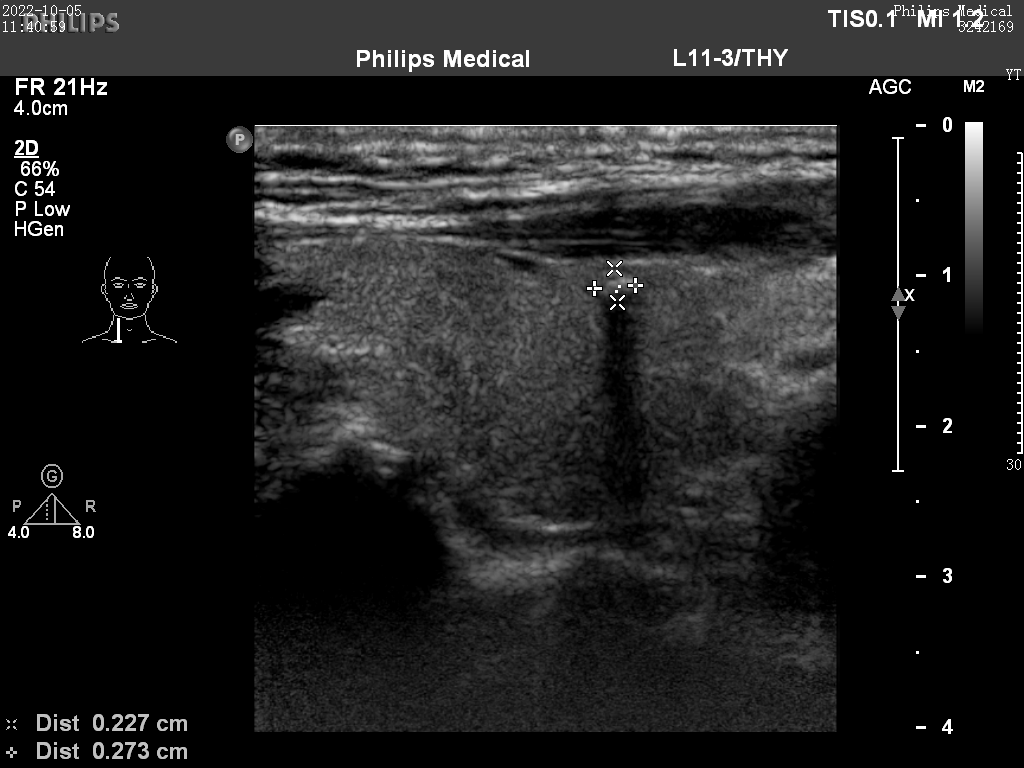 2022-10-05
11:40:59
PHILIPS
TIS0.1 MI 1.2
Philips Medical
3242169
Philips Medical
L11-3/THY
YT
FR 21Hz
4.0cm
AGC
M2
2D
66%
C 54
P Low
HGen
P
0
1
X
2
3
4
30
G
P
R
4.0
8.0
Dist 0.227 cm
Dist 0.273 cm